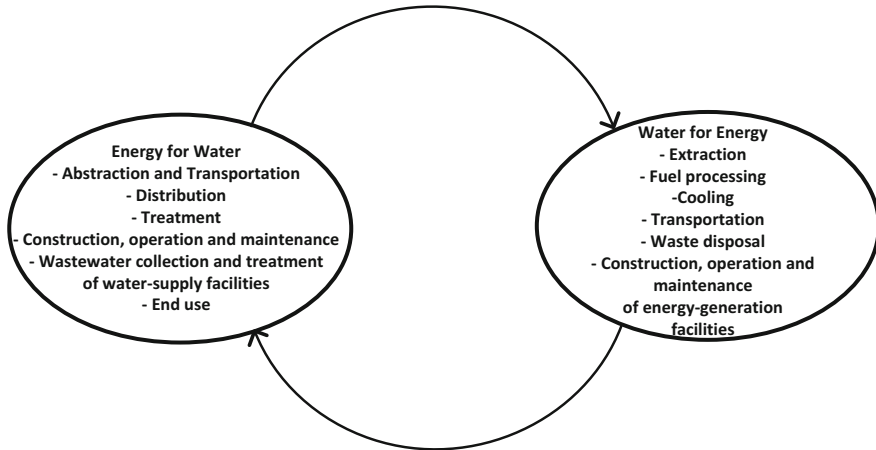 Energy for Water
- Abstraction and Transportation
- Distribution
- Treatment
- Construction, operation and maintenance
- Wastewater collection and treatment
of water-supply facilities
- End use
Water for Energy
- Extraction
- Fuel processing
-Cooling
- Transportation
- Waste disposal
- Construction, operation and
maintenance
of energy-generation
facilities